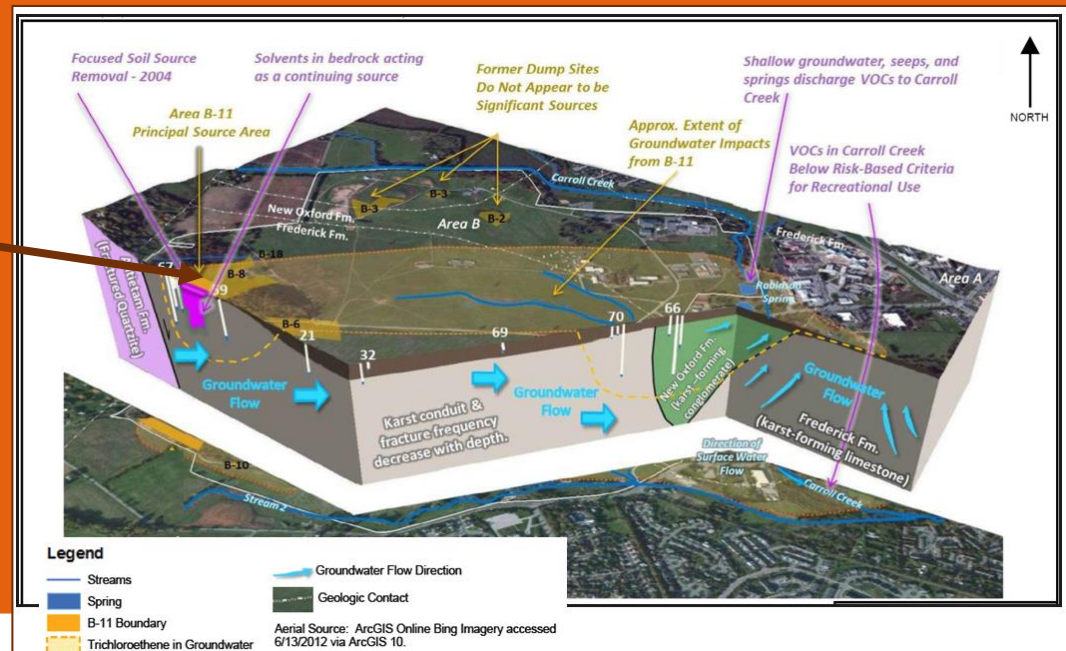 Focused Soil Source
Removal - 2004
Solvents in bedrock acting
as a continuing source
Former Dump Sites
Do Not Appear to be
Significant Sources
Shallow groundwater, seeps, and
springs discharge VOCs to Carroll
Creek
NORTH
Area B-11
Principal Source Area
Approx. Extent of
Groundwater Impacts
from B-11
VOCs in Carroll Creek
Below Risk-Based Criteria
for Recreational Use
Carroll Creek
B-3
B-3
B-2
New Oxford Fm.
Frederick Fm.
Area B
Frederick Fm.
Area A
B-18
B-8
Robinson
Spring
(Fractured Quartzite)
67
B-6
21
32
69
70
66
Groundwater
Flow
Groundwater
Flow
New Oxford Fm.
(karst-forming
conglomerate)
Groundwater
Flow
Frederick Fm.
(karst-forming limestone)
Karst conduit &
fracture frequency
decrease with depth.
Direction of
Surface Water
Flow
Carroll Creek
B-10
Stream 2
Legend
Streams
Spring
B-11 Boundary
Trichloroethene in Groundwater
Groundwater Flow Direction
Geologic Contact
Aerial Source: ArcGIS Online Bing Imagery accessed
6/13/2012 via ArcGIS 10.